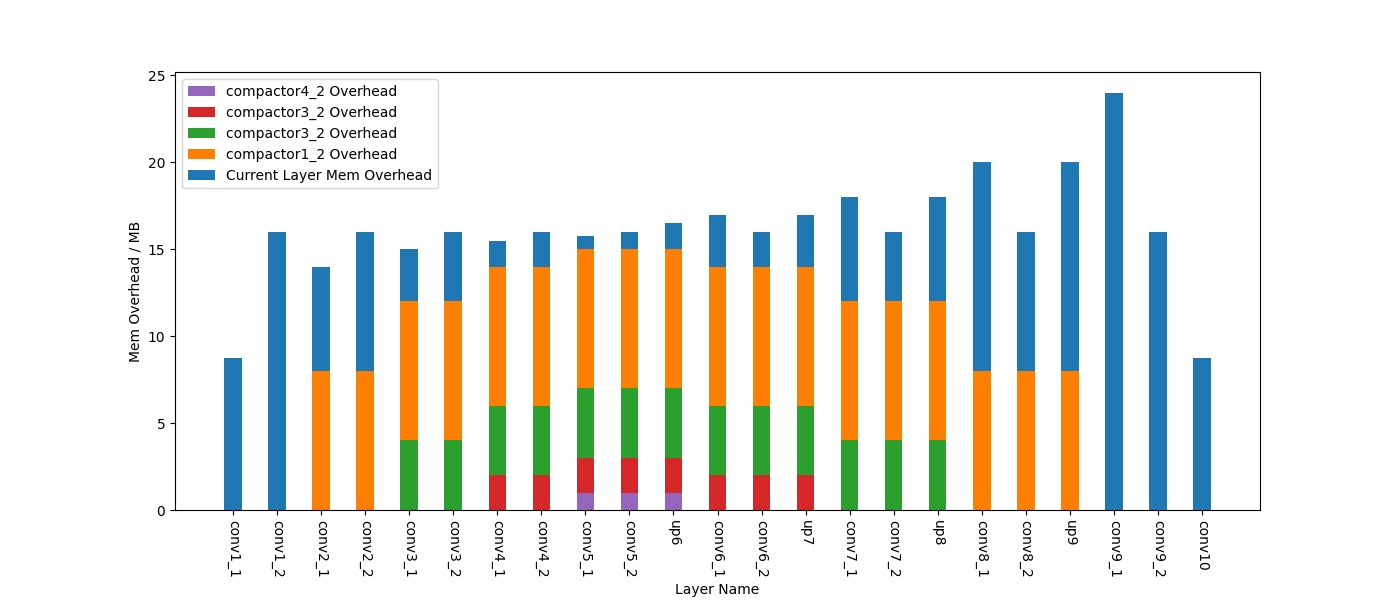 25
20
15
10
5
0
Mem Overhead / MB
compactor4_2 Overhead
compactor3_2 Overhead
compactor3_2 Overhead
compactor1_2 Overhead
Current Layer Mem Overhead
conv1_1
conv1_2
conv2_1
conv2_2
conv3_1
conv3_2
conv4_1
conv4_2
conv5_1
conv5_2
up6
conv6_1
conv6_2
up7
conv7_1
conv7_2
up8
conv8_1
conv8_2
up9
conv9_1
conv9_2
conv10
Layer Name